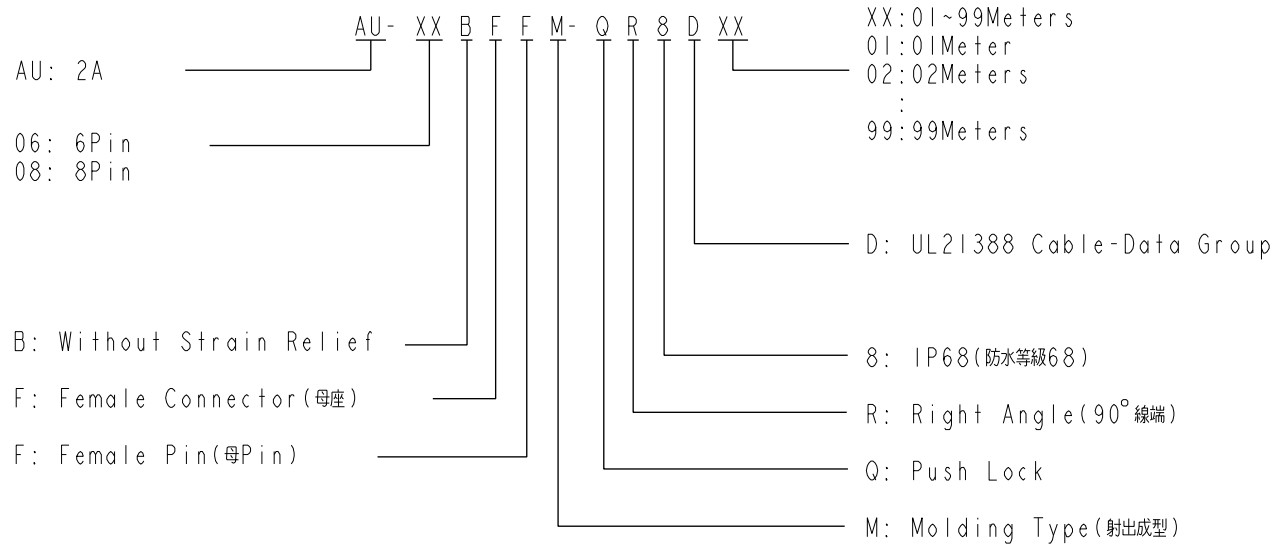 AU- XX B F F M- Q R 8 D XX
AU: 2A
06: 6Pin
08: 8Pin
B: Without Strain Relief
F: Female Connector(母座)
F: Female Pin(母Pin)
XX:01~99Meters
01:01Meter
02:02Meters
:
99:99Meters
D: UL21388 Cable-Data Group
8: IP68(防水等級68)
R: Right Angle(90°線端)
Q: Push Lock
M: Molding Type(射出成型)